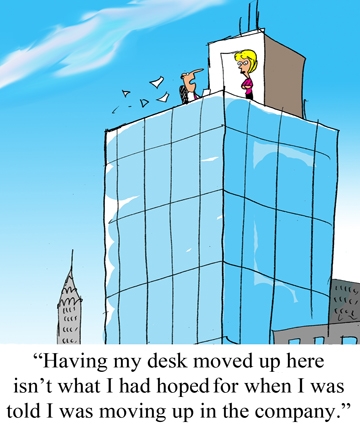 “Having my desk moved up here
isn’t what I had hoped for when I was
told I was moving up in the company.”